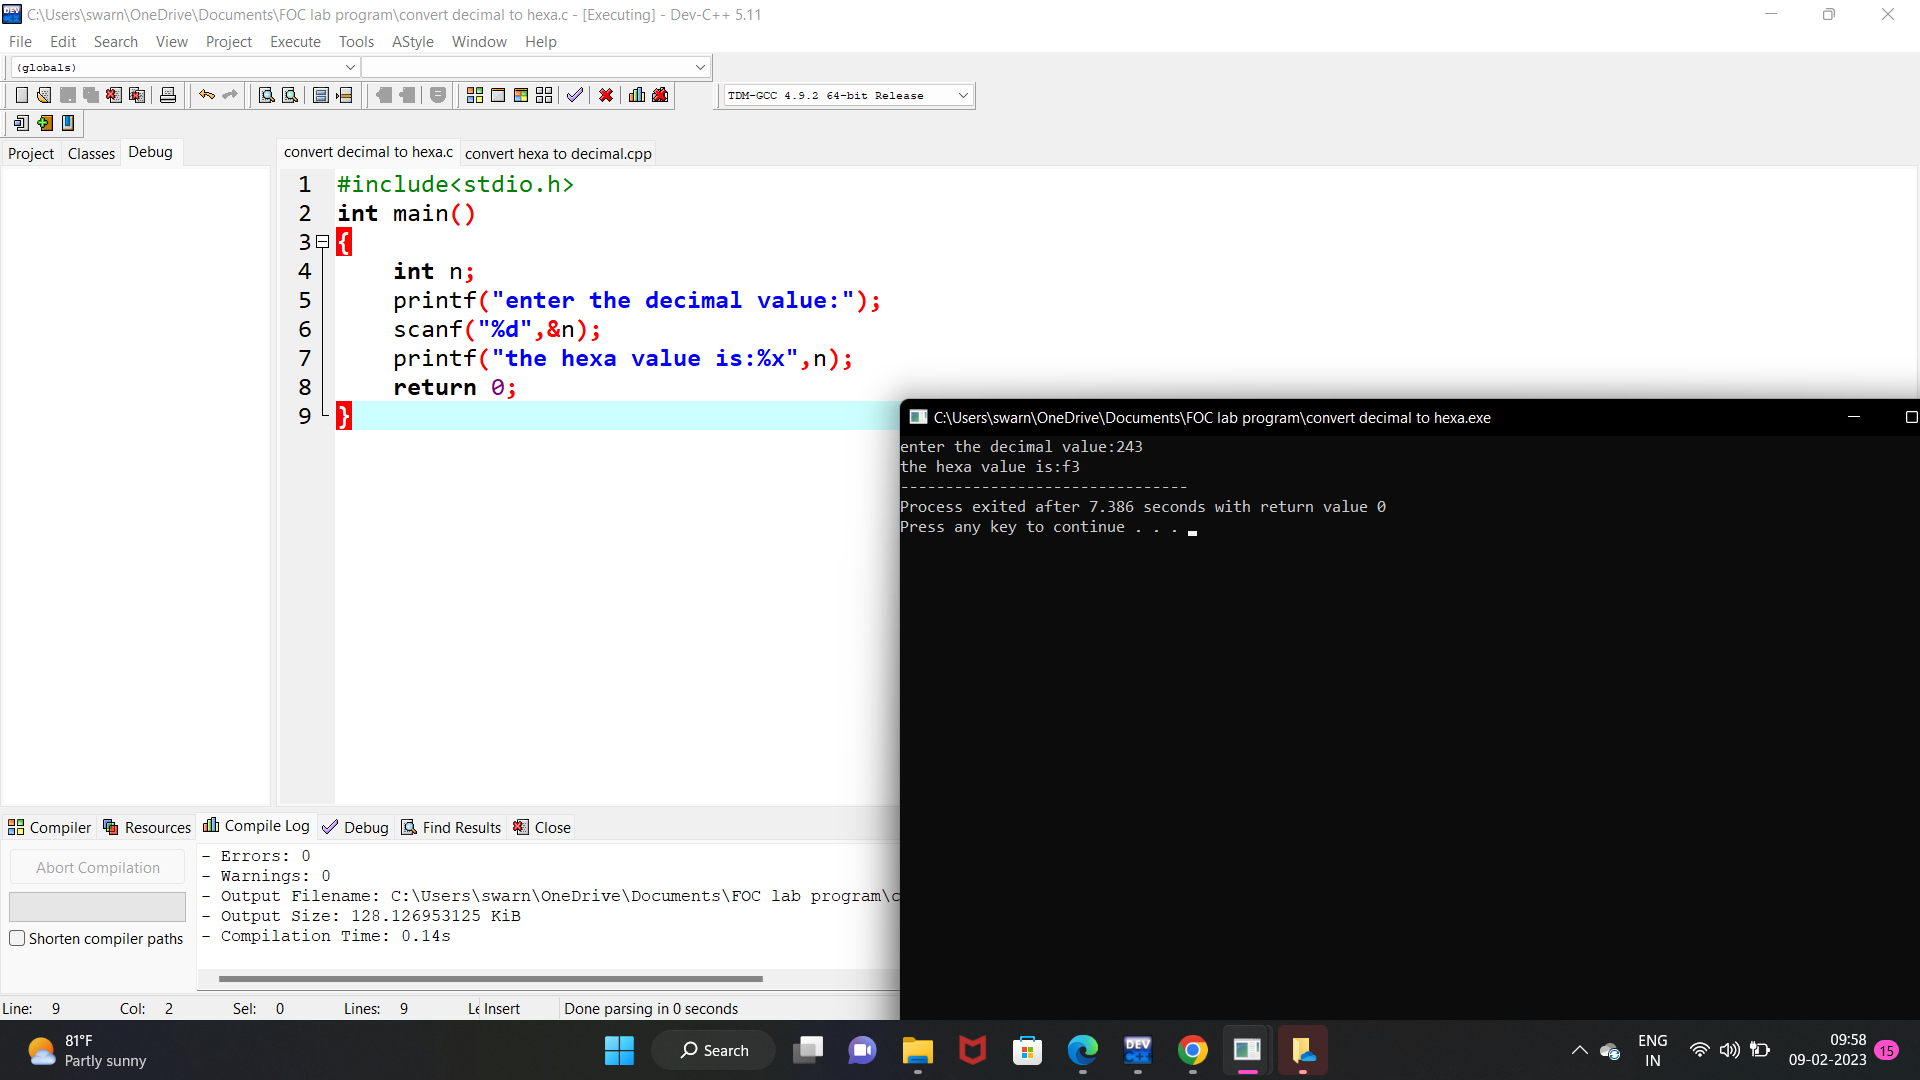 C:\Users\swarn\OneDrive\Documents\FOC lab program\convert decimal to hexa.c - [Executing] - Dev-C++ 5.11
File Edit Search View Project Execute Tools AStyle Window Help
(globals)
TDM-GCC 4.9.2 64-bit Release
Project Classes Debug
convert decimal to hexa.c convert hexa to decimal.cpp
1 #include<stdio.h>
2 int main()
3 {
4 int n;
5 printf("enter the decimal value:");
6 scanf("%d",&n);
7 printf("the hexa value is:%x",n);
8 return 0;
9 }
C:\Users\swarn\OneDrive\Documents\FOC lab program\convert decimal to hexa.exe
enter the decimal value:243
the hexa value is:f3
--------------------------------
Process exited after 7.386 seconds with return value 0
Press any key to continue . . .
Compiler Resources Compile Log Debug Find Results Close
Abort Compilation
Shorten compiler paths
- Errors: 0
- Warnings: 0
- Output Filename: C:\Users\swarn\OneDrive\Documents\FOC lab program\c
- Output Size: 128.126953125 KiB
- Compilation Time: 0.14s
Line: 9 Col: 2 Sel: 0 Lines: 9 Le Insert Done parsing in 0 seconds
81°F
Partly sunny
Search
DEV
C++
ENG
IN
09:58
09-02-2023
15